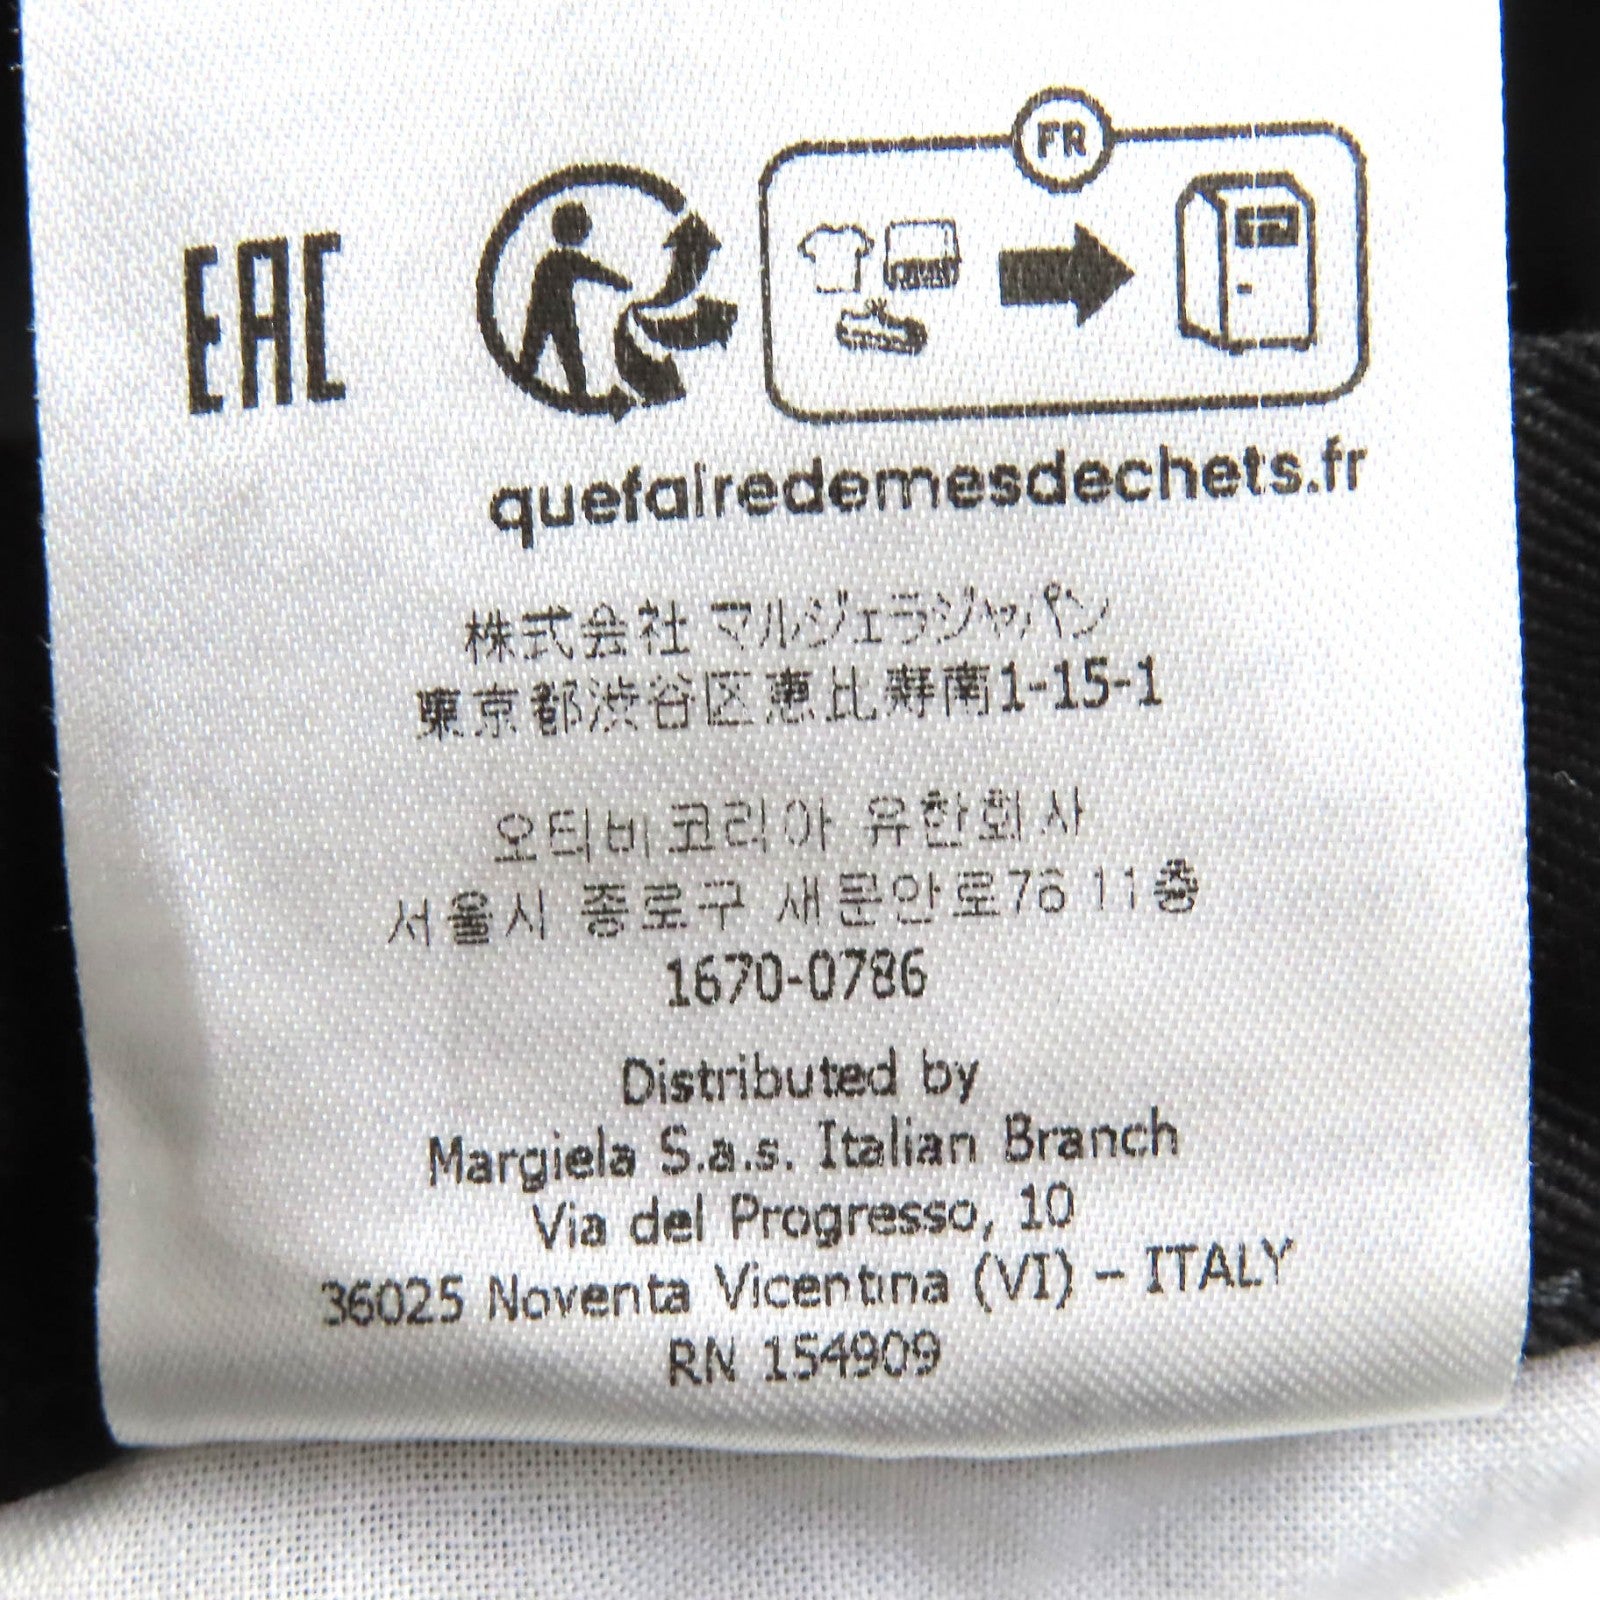 EAC
FR
quefairedemesdechets.fr
株式会社 マルジェラジャパン
東京都渋谷区恵比寿南1-15-1
오티비코리아 유한회사
서울시 종로구 새문안로76 11층
1670-0786
Distributed by
Margiela S.a.s. Italian Branch
Via del Progresso, 10
36025 Noventa Vicentina (VI) – ITALY
RN 154909